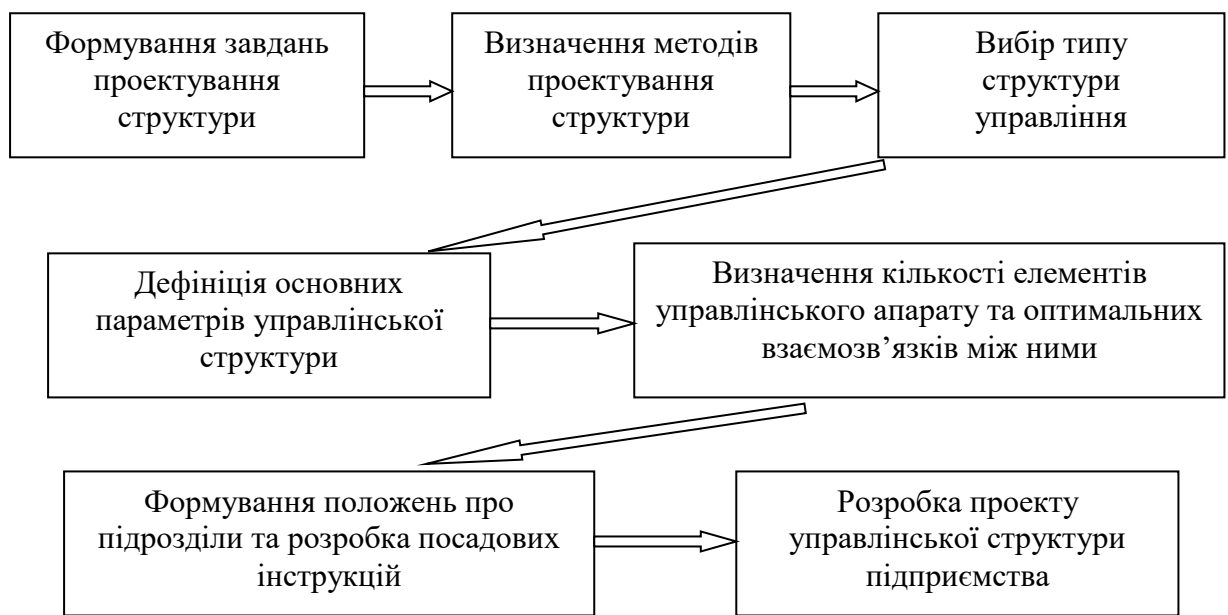 Формування завдань
проектування
структури
Визначення методів
проектування
структури
Вибір типу
структури
управління
Дефініція основних
параметрів управлінської
структури
Визначення кількості елементів
управлінського апарату та оптимальних
взаємозв’язків між ними
Формування положень про
підрозділи та розробка посадових
інструкцій
Розробка проекту
управлінської структури
підприємства